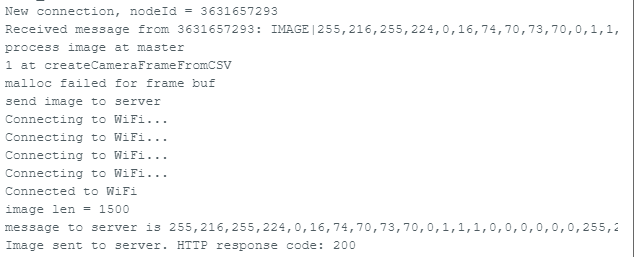 New connection, nodeId = 3631657293
Received message from 3631657293: IMAGE|255,216,255,224,0,16,74,70,73,70,0,1,1,
process image at master
1 at createCameraFrameFromCSV
malloc failed for frame buf
send image to server
Connecting to WiFi...
Connecting to WiFi...
Connecting to WiFi...
Connecting to WiFi...
Connected to WiFi
image len = 1500
message to server is 255,216,255,224,0,16,74,70,73,70,0,1,1,1,0,0,0,0,0,0,255,2
Image sent to server. HTTP response code: 200